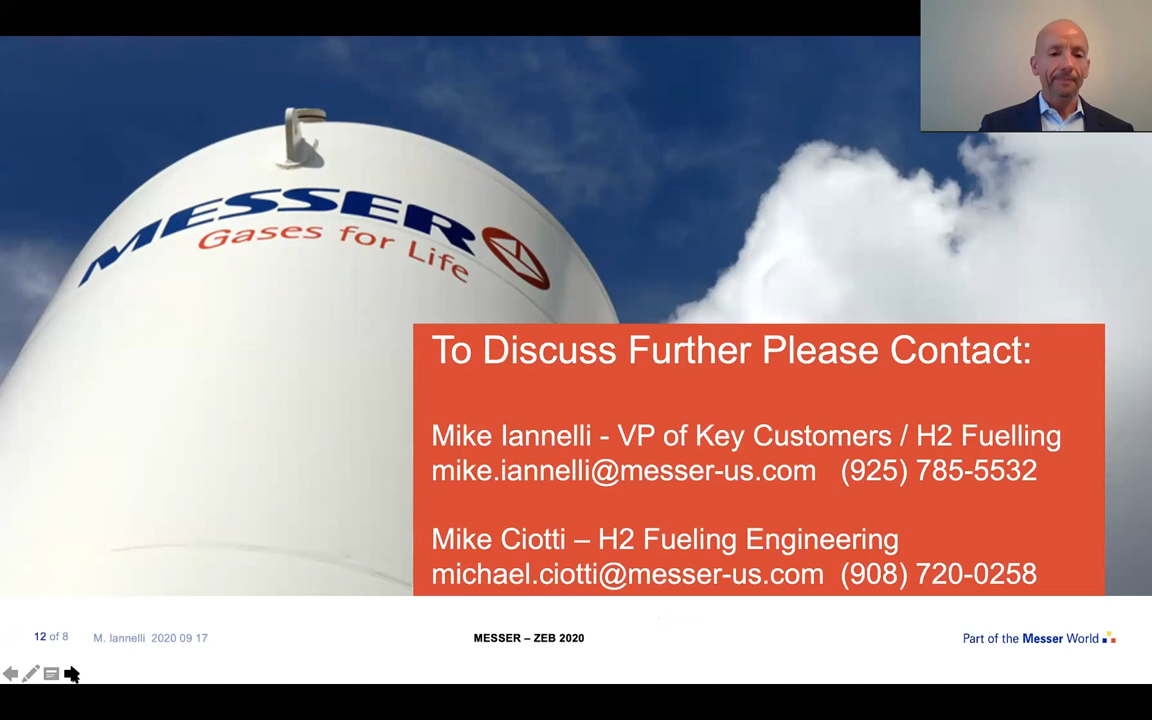 MESSER
Gases for Life
To Discuss Further Please Contact:
Mike Iannelli - VP of Key Customers / H2 Fuelling
mike.iannelli@messer-us.com (925) 785-5532
Mike Ciotti – H2 Fueling Engineering
michael.ciotti@messer-us.com (908) 720-0258
12 of 8
M. Iannelli 2020 09 17
MESSER – ZEB 2020
Part of the Messer World